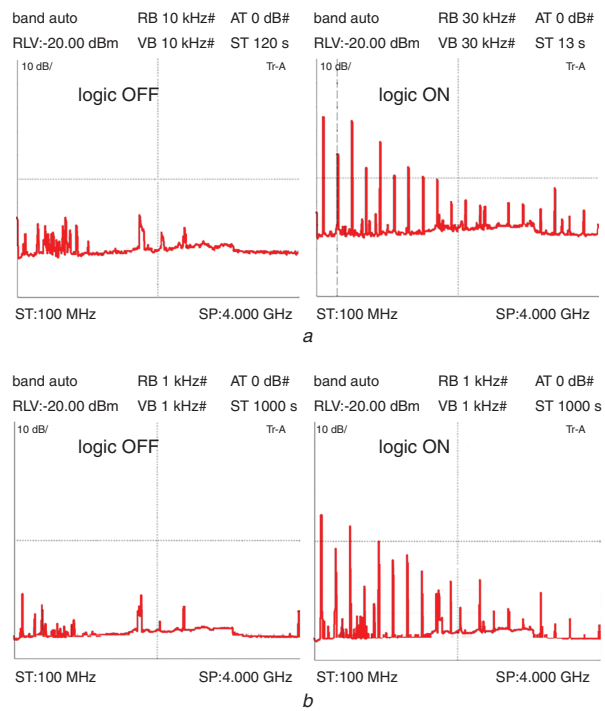 band auto RB 10 kHz# AT 0 dB#
RLV:-20.00 dBm VB 10 kHz# ST 120 s
10 dB/ Tr-A
logic OFF
ST:100 MHz SP:4.000 GHz
band auto RB 30 kHz# AT 0 dB#
RLV:-20.00 dBm VB 30 kHz# ST 13 s
10 dB/ Tr-A
logic ON
ST:100 MHz SP:4.000 GHz
a
band auto RB 1 kHz# AT 0 dB#
RLV:-20.00 dBm VB 1 kHz# ST 1000 s
10 dB/ Tr-A
logic OFF
ST:100 MHz SP:4.000 GHz
band auto RB 1 kHz# AT 0 dB#
RLV:-20.00 dBm VB 1 kHz# ST 1000 s
10 dB/ Tr-A
logic ON
ST:100 MHz SP:4.000 GHz
b